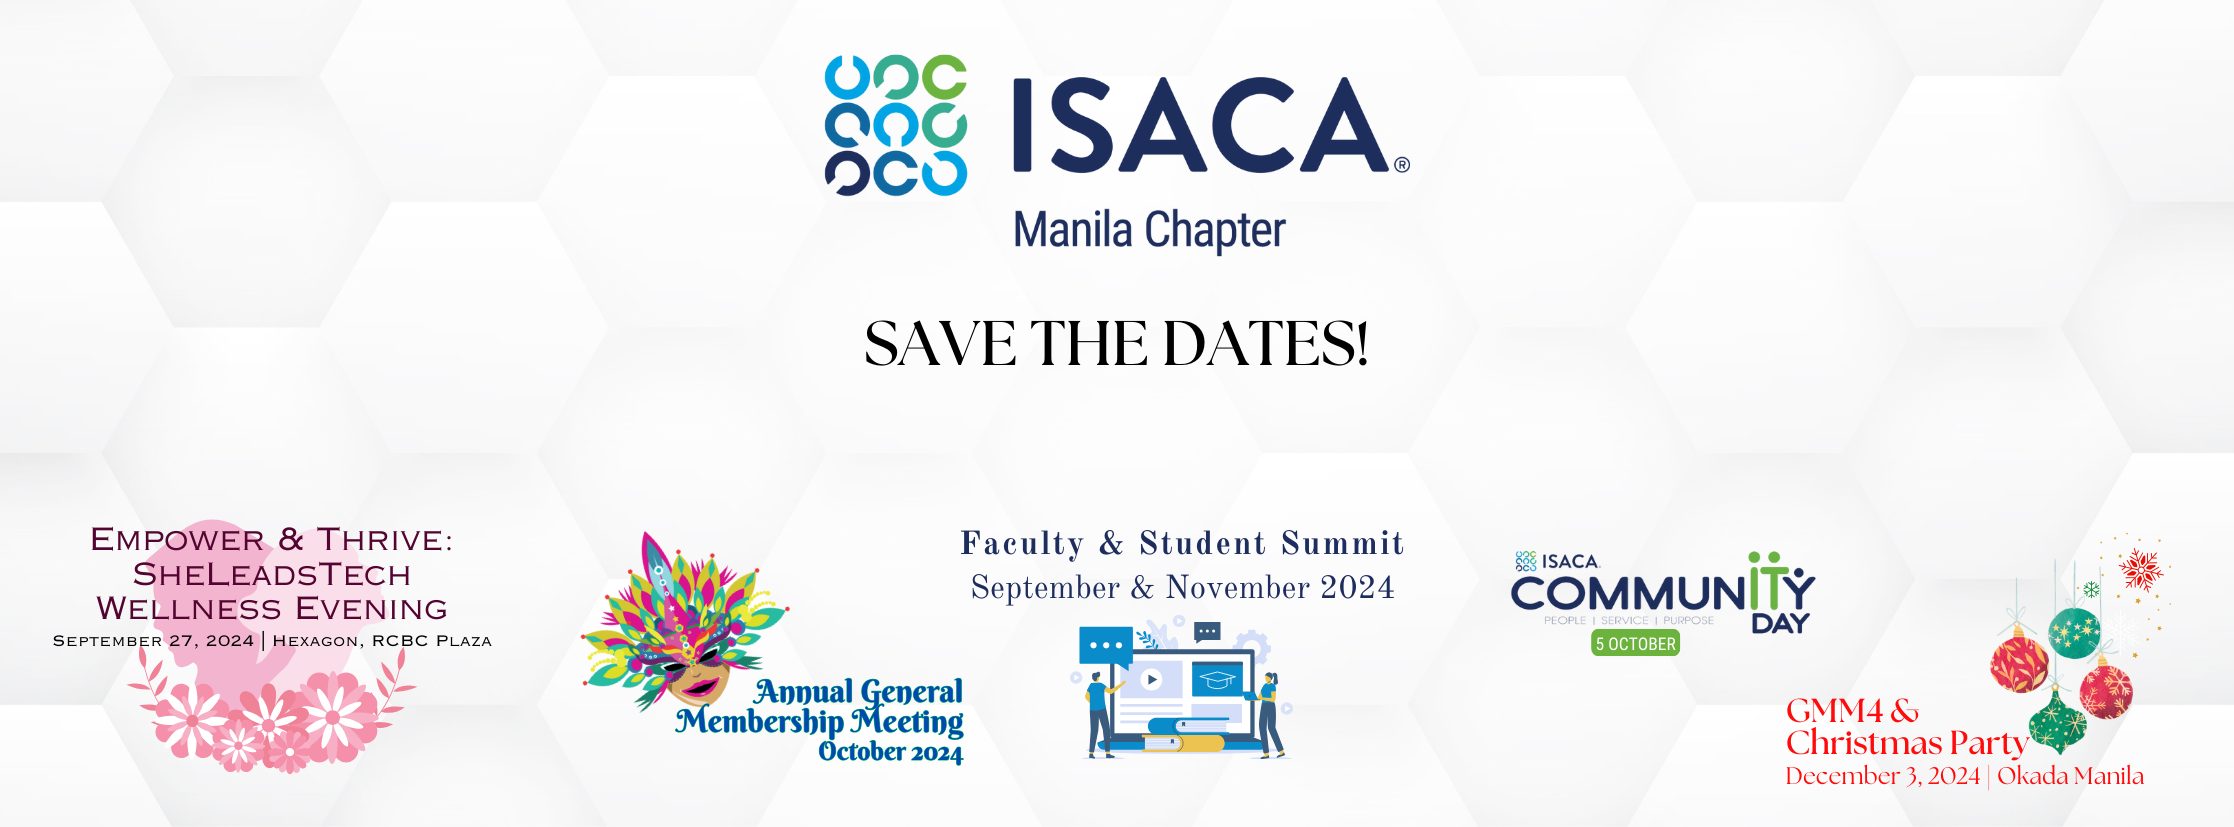 ISACA®
Manila Chapter
SAVE THE DATES!
Empower & Thrive:
SheLeadsTech
Wellness Evening
September 27, 2024 | Hexagon, RCBC Plaza
Annual General
Membership Meeting
October 2024
Faculty & Student Summit
September & November 2024
ISACA.
COMMUNITY
PEOPLE | SERVICE | PURPOSE
DAY
5 OCTOBER
GMM4 &
Christmas Party
December 3, 2024 | Okada Manila